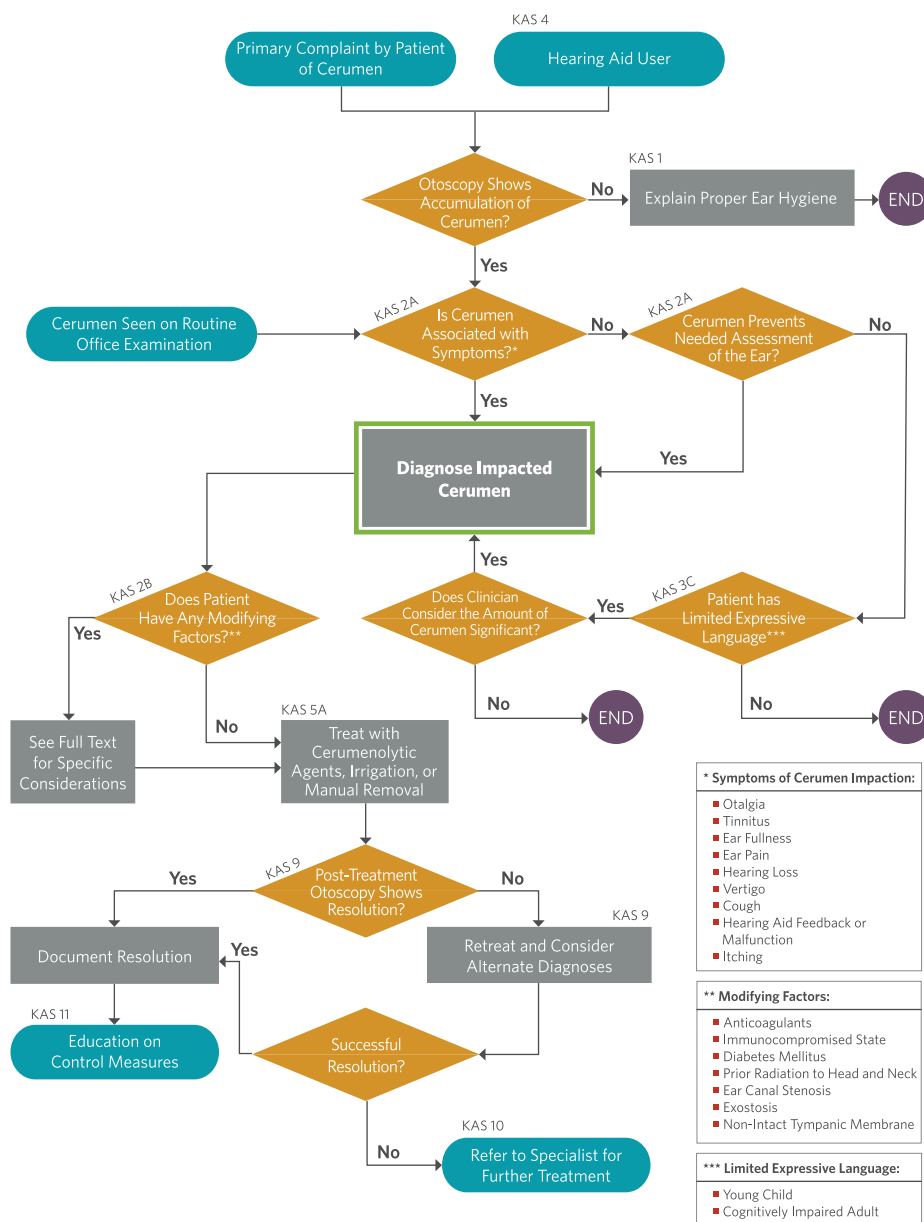 KAS 4
Primary Complaint by Patient
of Cerumen
Hearing Aid User
Otoscopy Shows
Accumulation of
Cerumen?
No
KAS 1
Explain Proper Ear Hygiene
END
Yes
Cerumen Seen on Routine
Office Examination
KAS 2A
Is Cerumen
Associated with
Symptoms?*
No
KAS 2A
Cerumen Prevents
Needed Assessment
of the Ear?
No
Yes
Yes
Diagnose Impacted
Cerumen
Yes
KAS 2B
Does Patient
Have Any Modifying
Factors?**
Yes
Does Clinician
Consider the Amount of
Cerumen Significant?
Yes
KAS 3C
Patient has
Limited Expressive
Language***
No
END
No
END
No
See Full Text
for Specific
Considerations
KAS 5A
Treat with
Cerumenolytic
Agents, Irrigation, or
Manual Removal
KAS 9
Post-Treatment
Otoscopy Shows
Resolution?
Yes
No
Document Resolution
Yes
KAS 9
Retreat and Consider
Alternate Diagnoses
KAS 11
Education on
Control Measures
Successful
Resolution?
No
KAS 10
Refer to Specialist for
Further Treatment
* Symptoms of Cerumen Impaction:
Otalgia
Tinnitus
Ear Fullness
Ear Pain
Hearing Loss
Vertigo
Cough
Hearing Aid Feedback or
Malfunction
Itching
** Modifying Factors:
Anticoagulants
Immunocompromised State
Diabetes Mellitus
Prior Radiation to Head and Neck
Ear Canal Stenosis
Exostosis
Non-Intact Tympanic Membrane
*** Limited Expressive Language:
Young Child
Cognitively Impaired Adult